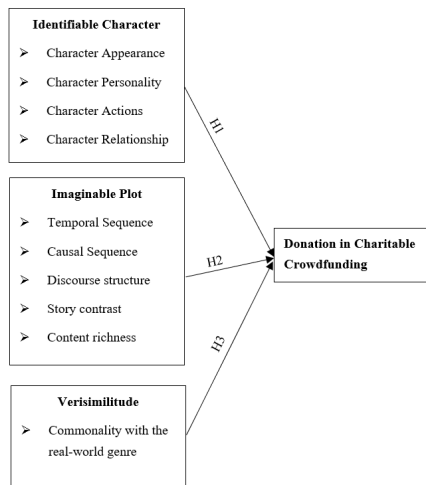 Identifiable Character
➢ Character Appearance
➢ Character Personality
➢ Character Actions
➢ Character Relationship
H1
Imaginable Plot
➢ Temporal Sequence
➢ Causal Sequence
➢ Discourse structure
➢ Story contrast
➢ Content richness
H2
Donation in Charitable
Crowdfunding
H3
Verisimilitude
➢ Commonality with the
real-world genre